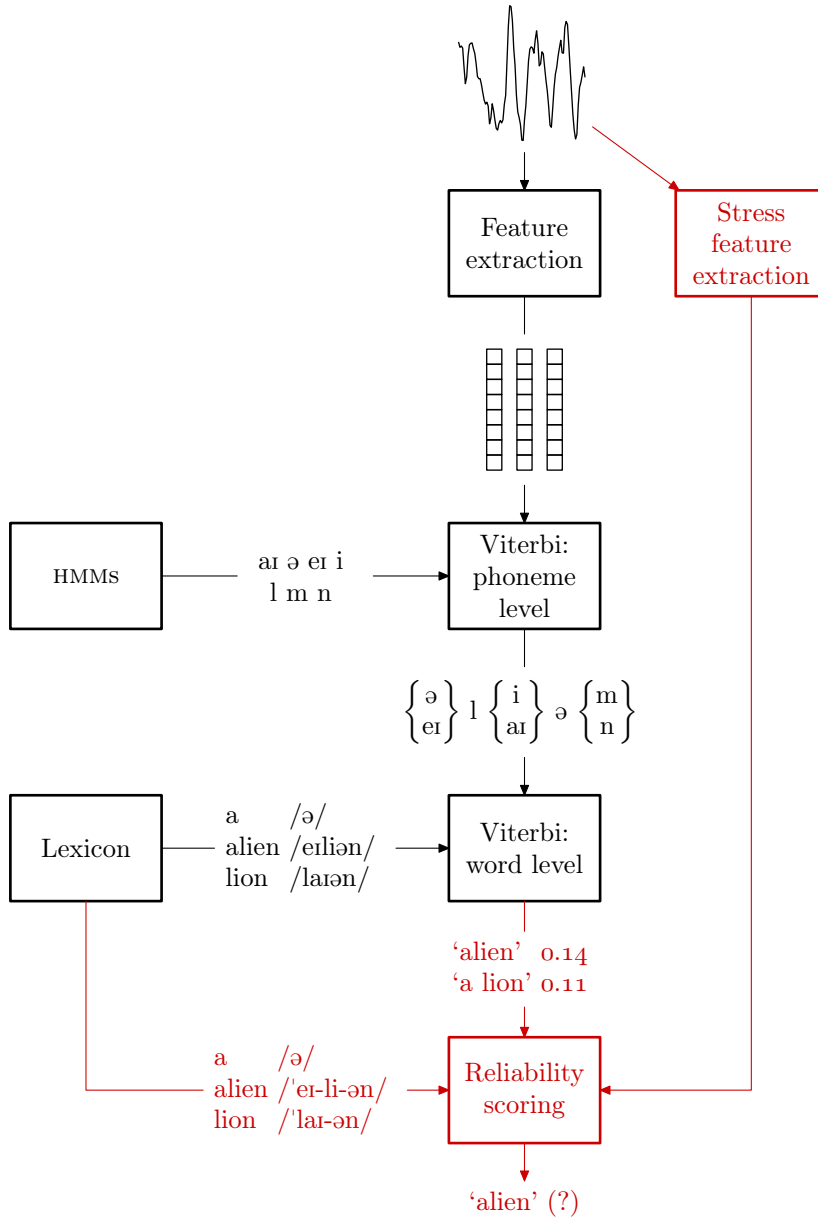 Feature
extraction
Stress
feature
extraction
HMMs
aɪ ə eɪ i
l m n
Viterbi:
phoneme
level
{ə eɪ} l {i aɪ} ə {m n}
Lexicon
a /ə/
alien /eɪliən/
lion /laɪən/
Viterbi:
word level
‘alien’ 0.14
‘a lion’ 0.11
a /ə/
alien /ˈeɪ-li-ən/
lion /ˈlaɪ-ən/
Reliability
scoring
‘alien’ (?)